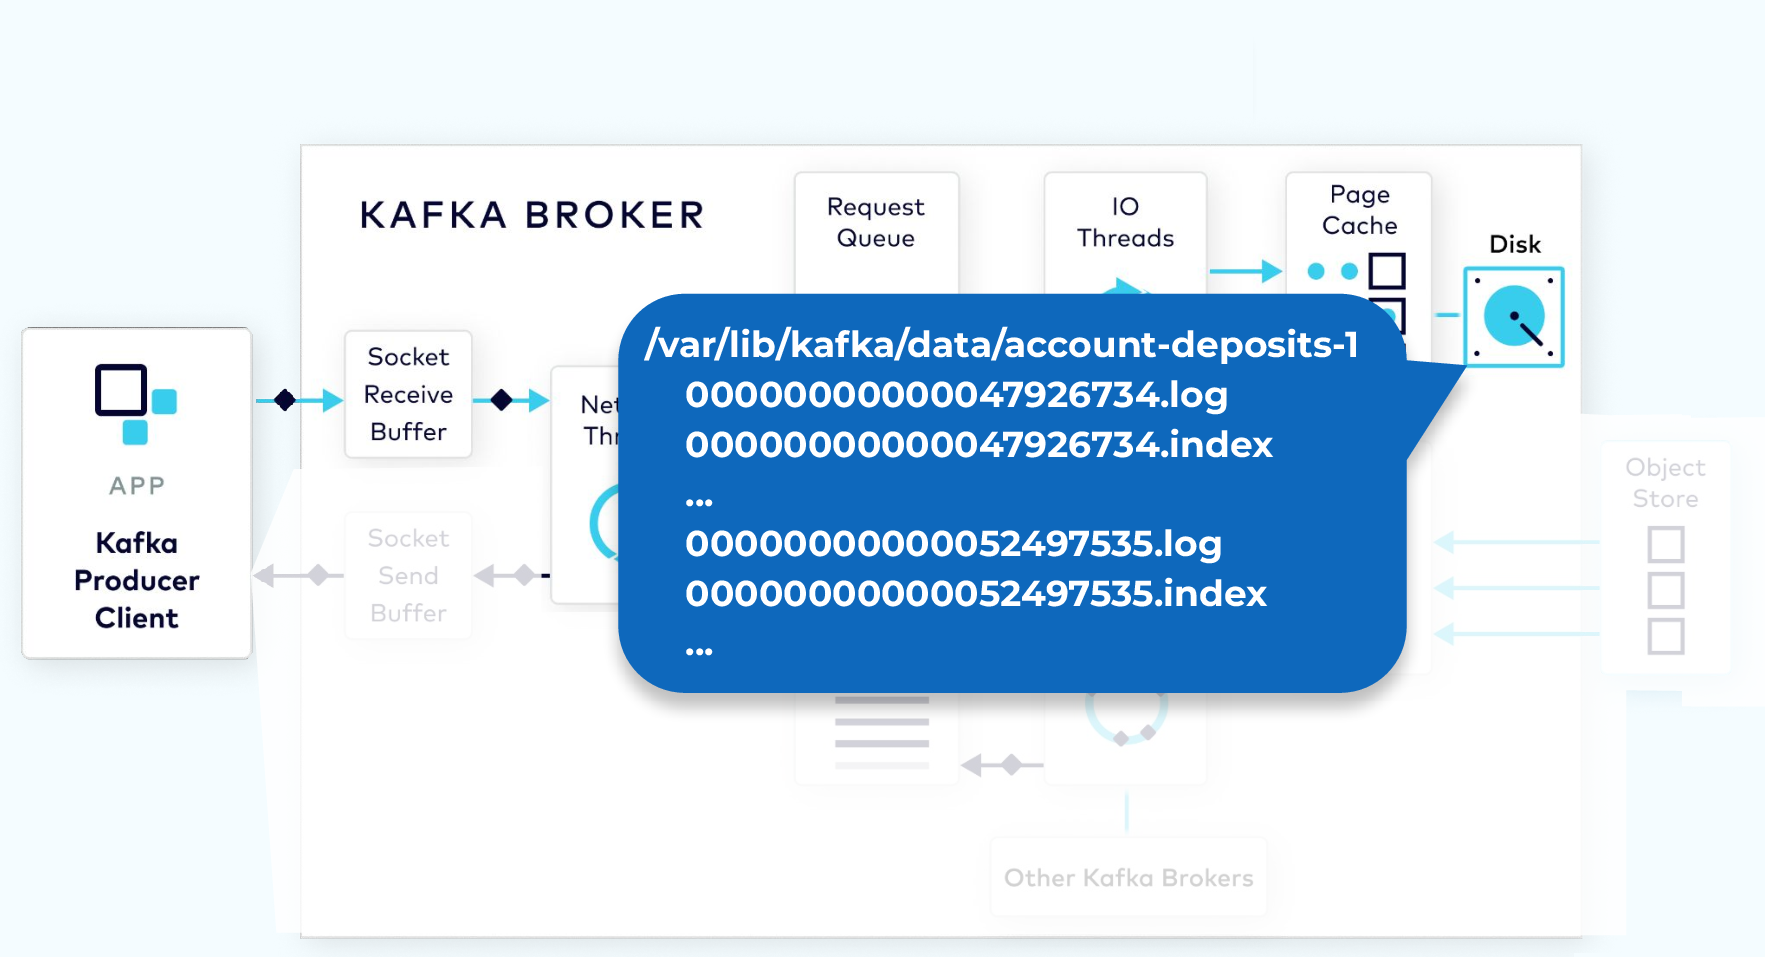 KAFKA BROKER
Request
Queue
IO
Threads
Page
Cache
Disk
Socket
Receive
Buffer
APP
Kafka
Producer
Client
/var/lib/kafka/data/account-deposits-1
00000000000047926734.log
00000000000047926734.index
...
00000000000052497535.log
00000000000052497535.index
...
Socket
Send
Buffer
Object
Store
Other Kafka Brokers